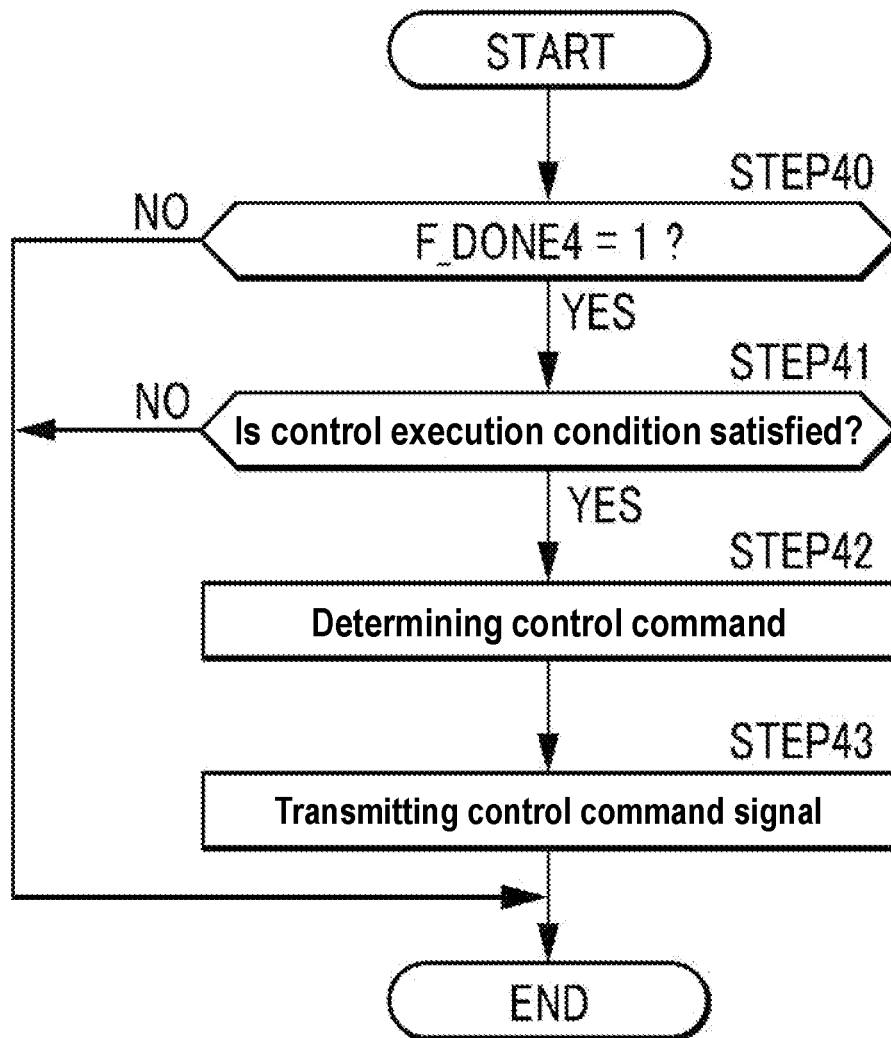 START
STEP40
NO
F_DONE4 = 1 ?
YES
STEP41
NO
Is control execution condition satisfied?
YES
STEP42
Determining control command
STEP43
Transmitting control command signal
END